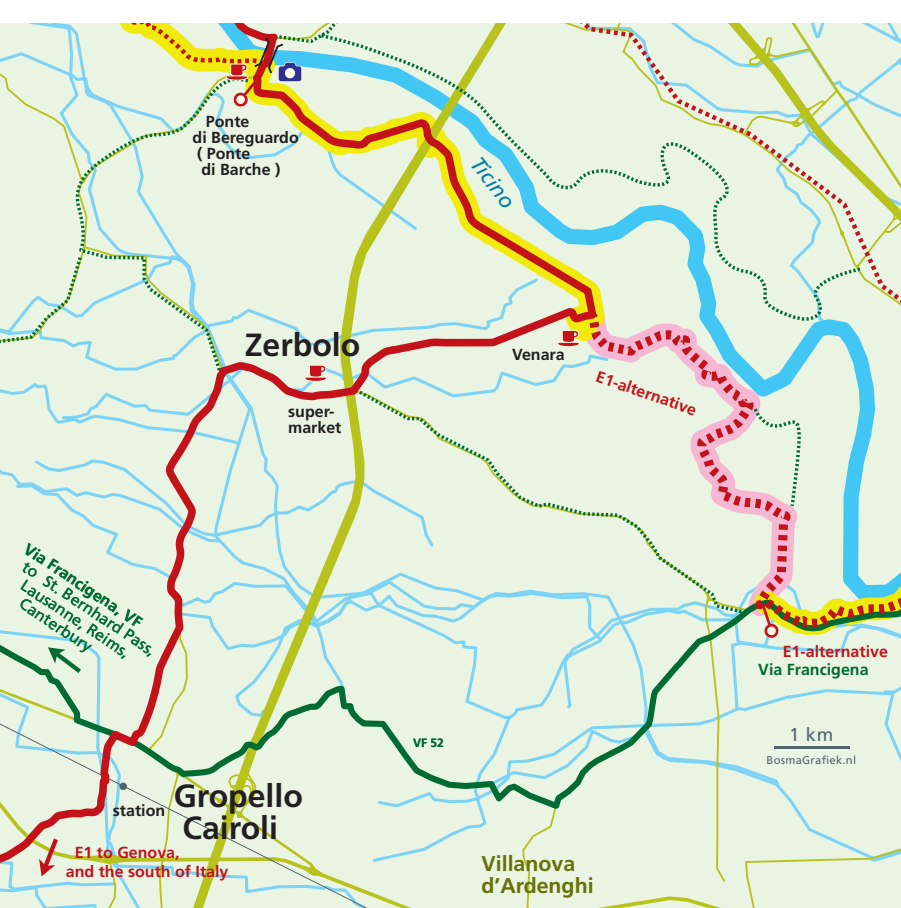 Ponte
di Bereguardo
( Ponte
di Barche )
Ticino
Zerbolo
super-
market
Venara
E1-alternative
Via Francigena, VF
to St. Bernhard Pass,
Lausanne, Reims,
Canterbury
E1-alternative
Via Francigena
VF 52
1 km
BosmaGrafiek.nl
Gropello
Cairoli
station
E1 to Genova,
and the south of Italy
Villanova
d'Ardenghi